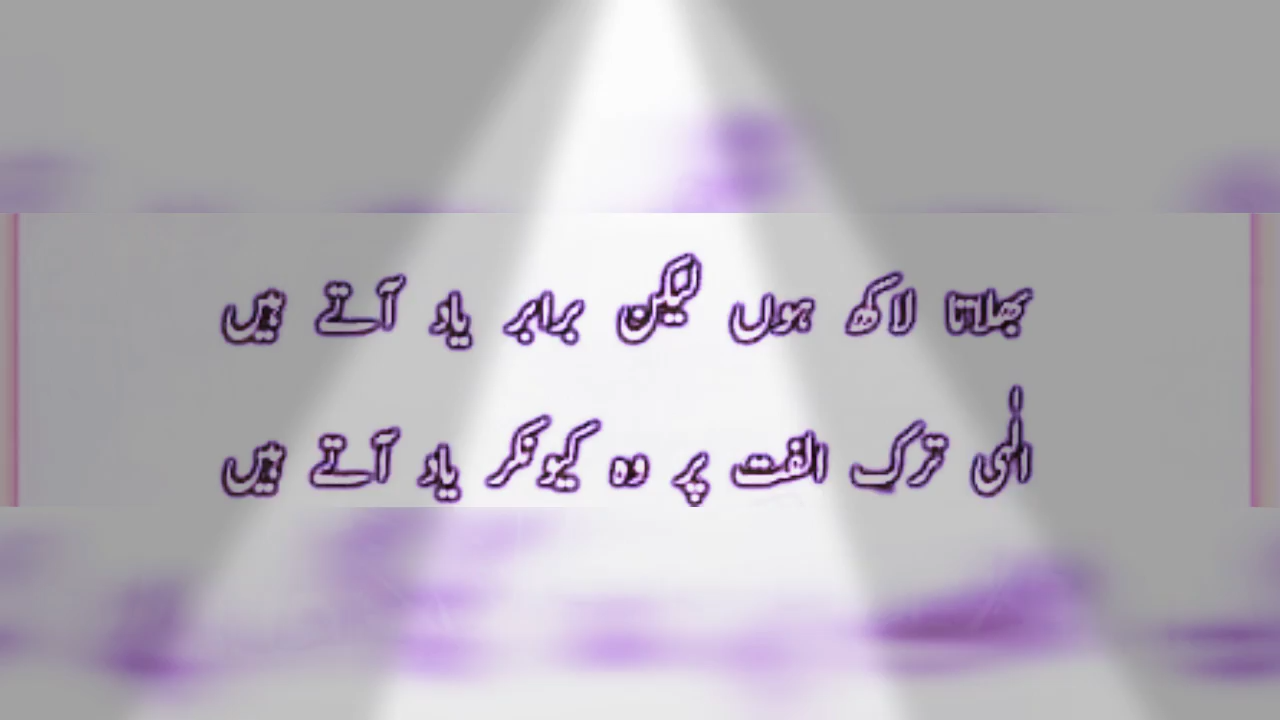 بھلاتا لاکھ ہوں لیکن برابر یاد آتے ہیں
الٰہی ترک الفت پر وہ کیونکر یاد آتے ہیں